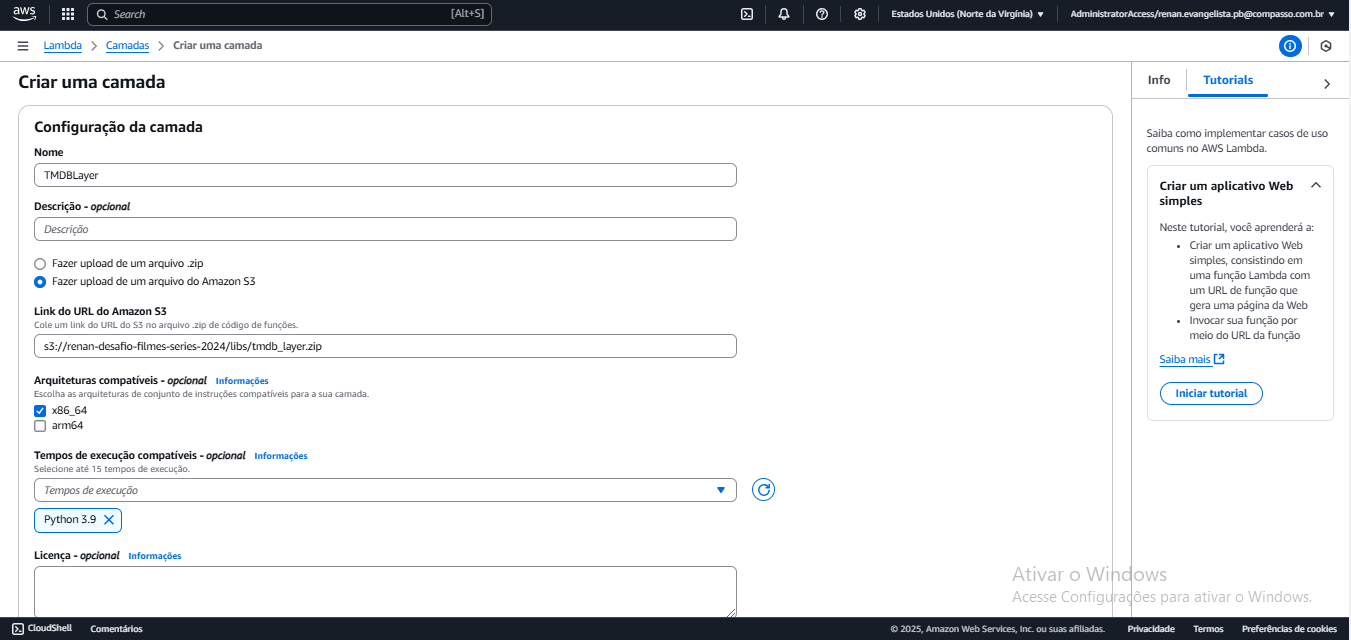 aws
Search [Alt+S]
Estados Unidos (Norte da Virgínia)
AdministratorAccess/renan.evangelista.pb@compasso.com.br
Lambda > Camadas > Criar uma camada
Criar uma camada
Configuração da camada
Nome
TMDBLayer
Descrição - opcional
Descrição
Fazer upload de um arquivo .zip
Fazer upload de um arquivo do Amazon S3
Link do URL do Amazon S3
Cole um link do URL do S3 no arquivo .zip de código de funções.
s3://renan-desafio-filmes-series-2024/libs/tmdb_layer.zip
Arquiteturas compatíveis - opcional Informações
Escolha as arquiteturas de conjunto de instruções compatíveis para a sua camada.
x86_64
arm64
Tempos de execução compatíveis - opcional Informações
Selecione até 15 tempos de execução.
Tempos de execução
Python 3.9
Licença - opcional Informações
Info
Tutorials
Saiba como implementar casos de uso
comuns no AWS Lambda.
Criar um aplicativo Web
simples
Neste tutorial, você aprenderá a:
• Criar um aplicativo Web
simples, consistindo em
uma função Lambda com
um URL de função que
gera uma página da Web
• Invocar sua função por
meio do URL da função
Saiba mais
Iniciar tutorial
Ativar o Windows
Acesse Configurações para ativar o Windows.
CloudShell
Comentários
© 2025, Amazon Web Services, Inc. ou suas afiliadas.
Privacidade
Termos
Preferências de cookies